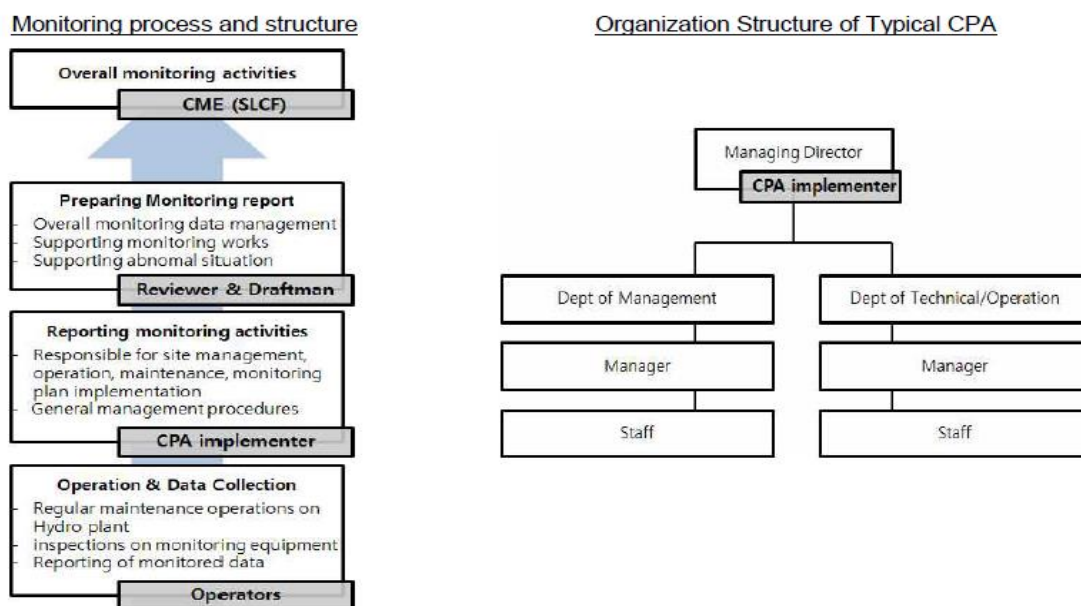 Monitoring process and structure
Overall monitoring activities
CME (SLCF)
Preparing Monitoring report
- Overall monitoring data management
- Supporting monitoring works
- Supporting abnomal situation
Reviewer & Draftman
Reporting monitoring activities
- Responsible for site management,
operation, maintenance, monitoring
plan implementation
- General management procedures
CPA implementer
Operation & Data Collection
- Regular maintenance operations on
Hydro plant
- inspections on monitoring equipment
- Reporting of monitored data
Operators
Organization Structure of Typical CPA
Managing Director
CPA implementer
Dept of Management
Manager
Staff
Dept of Technical/Operation
Manager
Staff